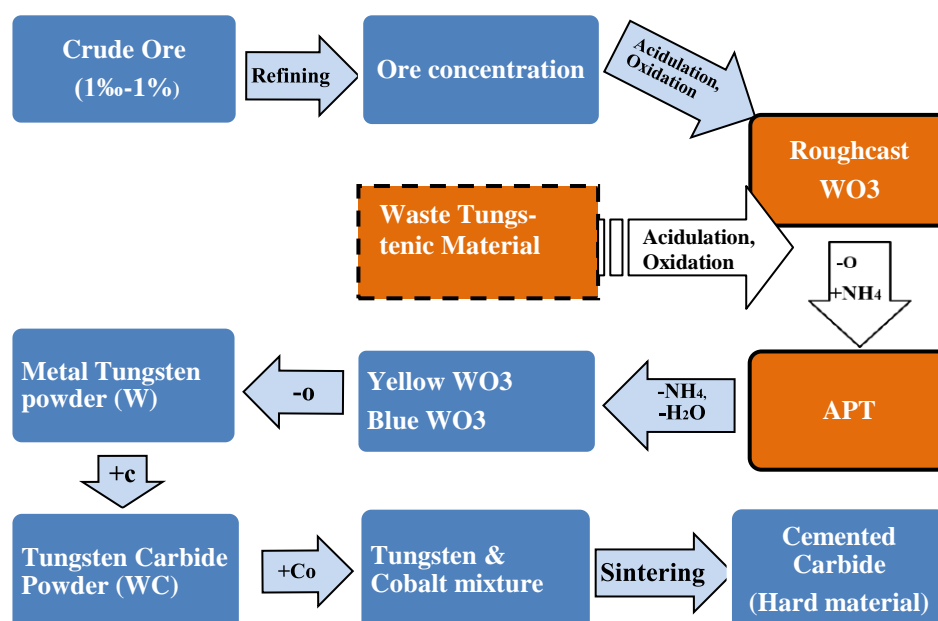 Crude Ore
(1‰-1%)
Refining
Ore concentration
Acidulation,
Oxidation
Roughcast
WO3
Waste Tungs-
tenic Material
Acidulation,
Oxidation
-O
+NH4
Metal Tungsten
powder (W)
-o
Yellow WO3
Blue WO3
-NH4,
-H2O
APT
+c
Tungsten Carbide
Powder (WC)
+Co
Tungsten &
Cobalt mixture
Sintering
Cemented
Carbide
(Hard material)